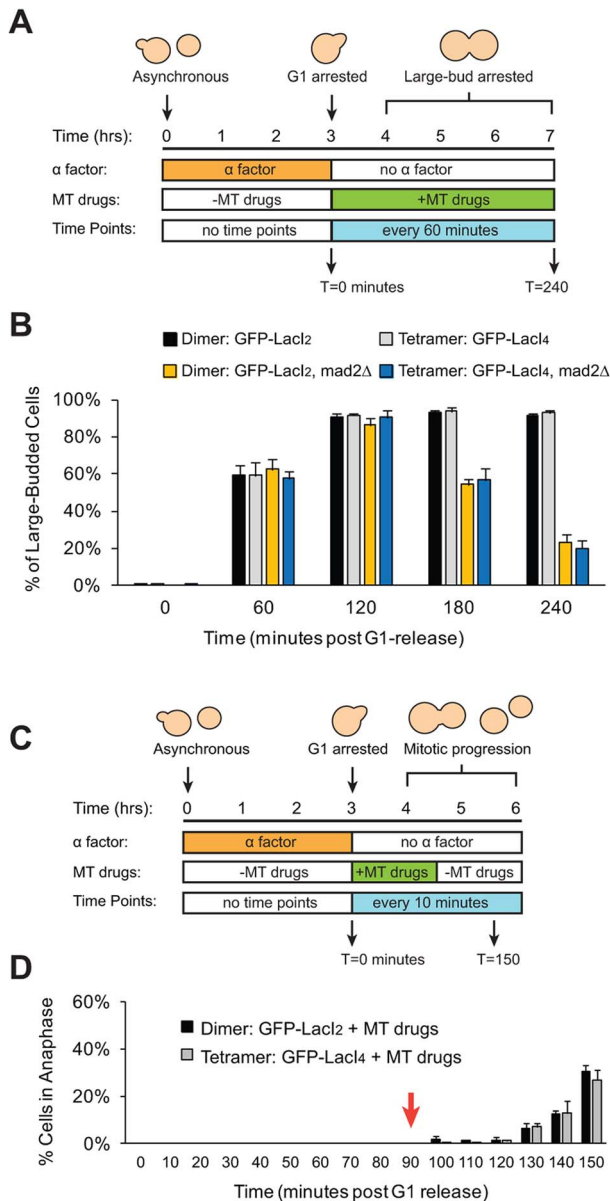 A
Asynchronous G1 arrested Large-bud arrested
Time (hrs): 0 1 2 3 4 5 6 7
α factor: α factor no α factor
MT drugs: -MT drugs +MT drugs
Time Points: no time points every 60 minutes
T=0 minutes T=240
B
Dimer: GFP-LacI2 Tetramer: GFP-LacI4
Dimer: GFP-LacI2, mad2Δ Tetramer: GFP-LacI4, mad2Δ
% of Large-Budded Cells
100%
80%
60%
40%
20%
0%
0 60 120 180 240
Time (minutes post G1-release)
C
Asynchronous G1 arrested Mitotic progression
Time (hrs): 0 1 2 3 4 5 6
α factor: α factor no α factor
MT drugs: -MT drugs +MT drugs -MT drugs
Time Points: no time points every 10 minutes
T=0 minutes T=150
D
% Cells in Anaphase
60%
40%
20%
0%
Dimer: GFP-LacI2 + MT drugs
Tetramer: GFP-LacI4 + MT drugs
0 10 20 30 40 50 60 70 80 90 100 110 120 130 140 150
Time (minutes post G1 release)